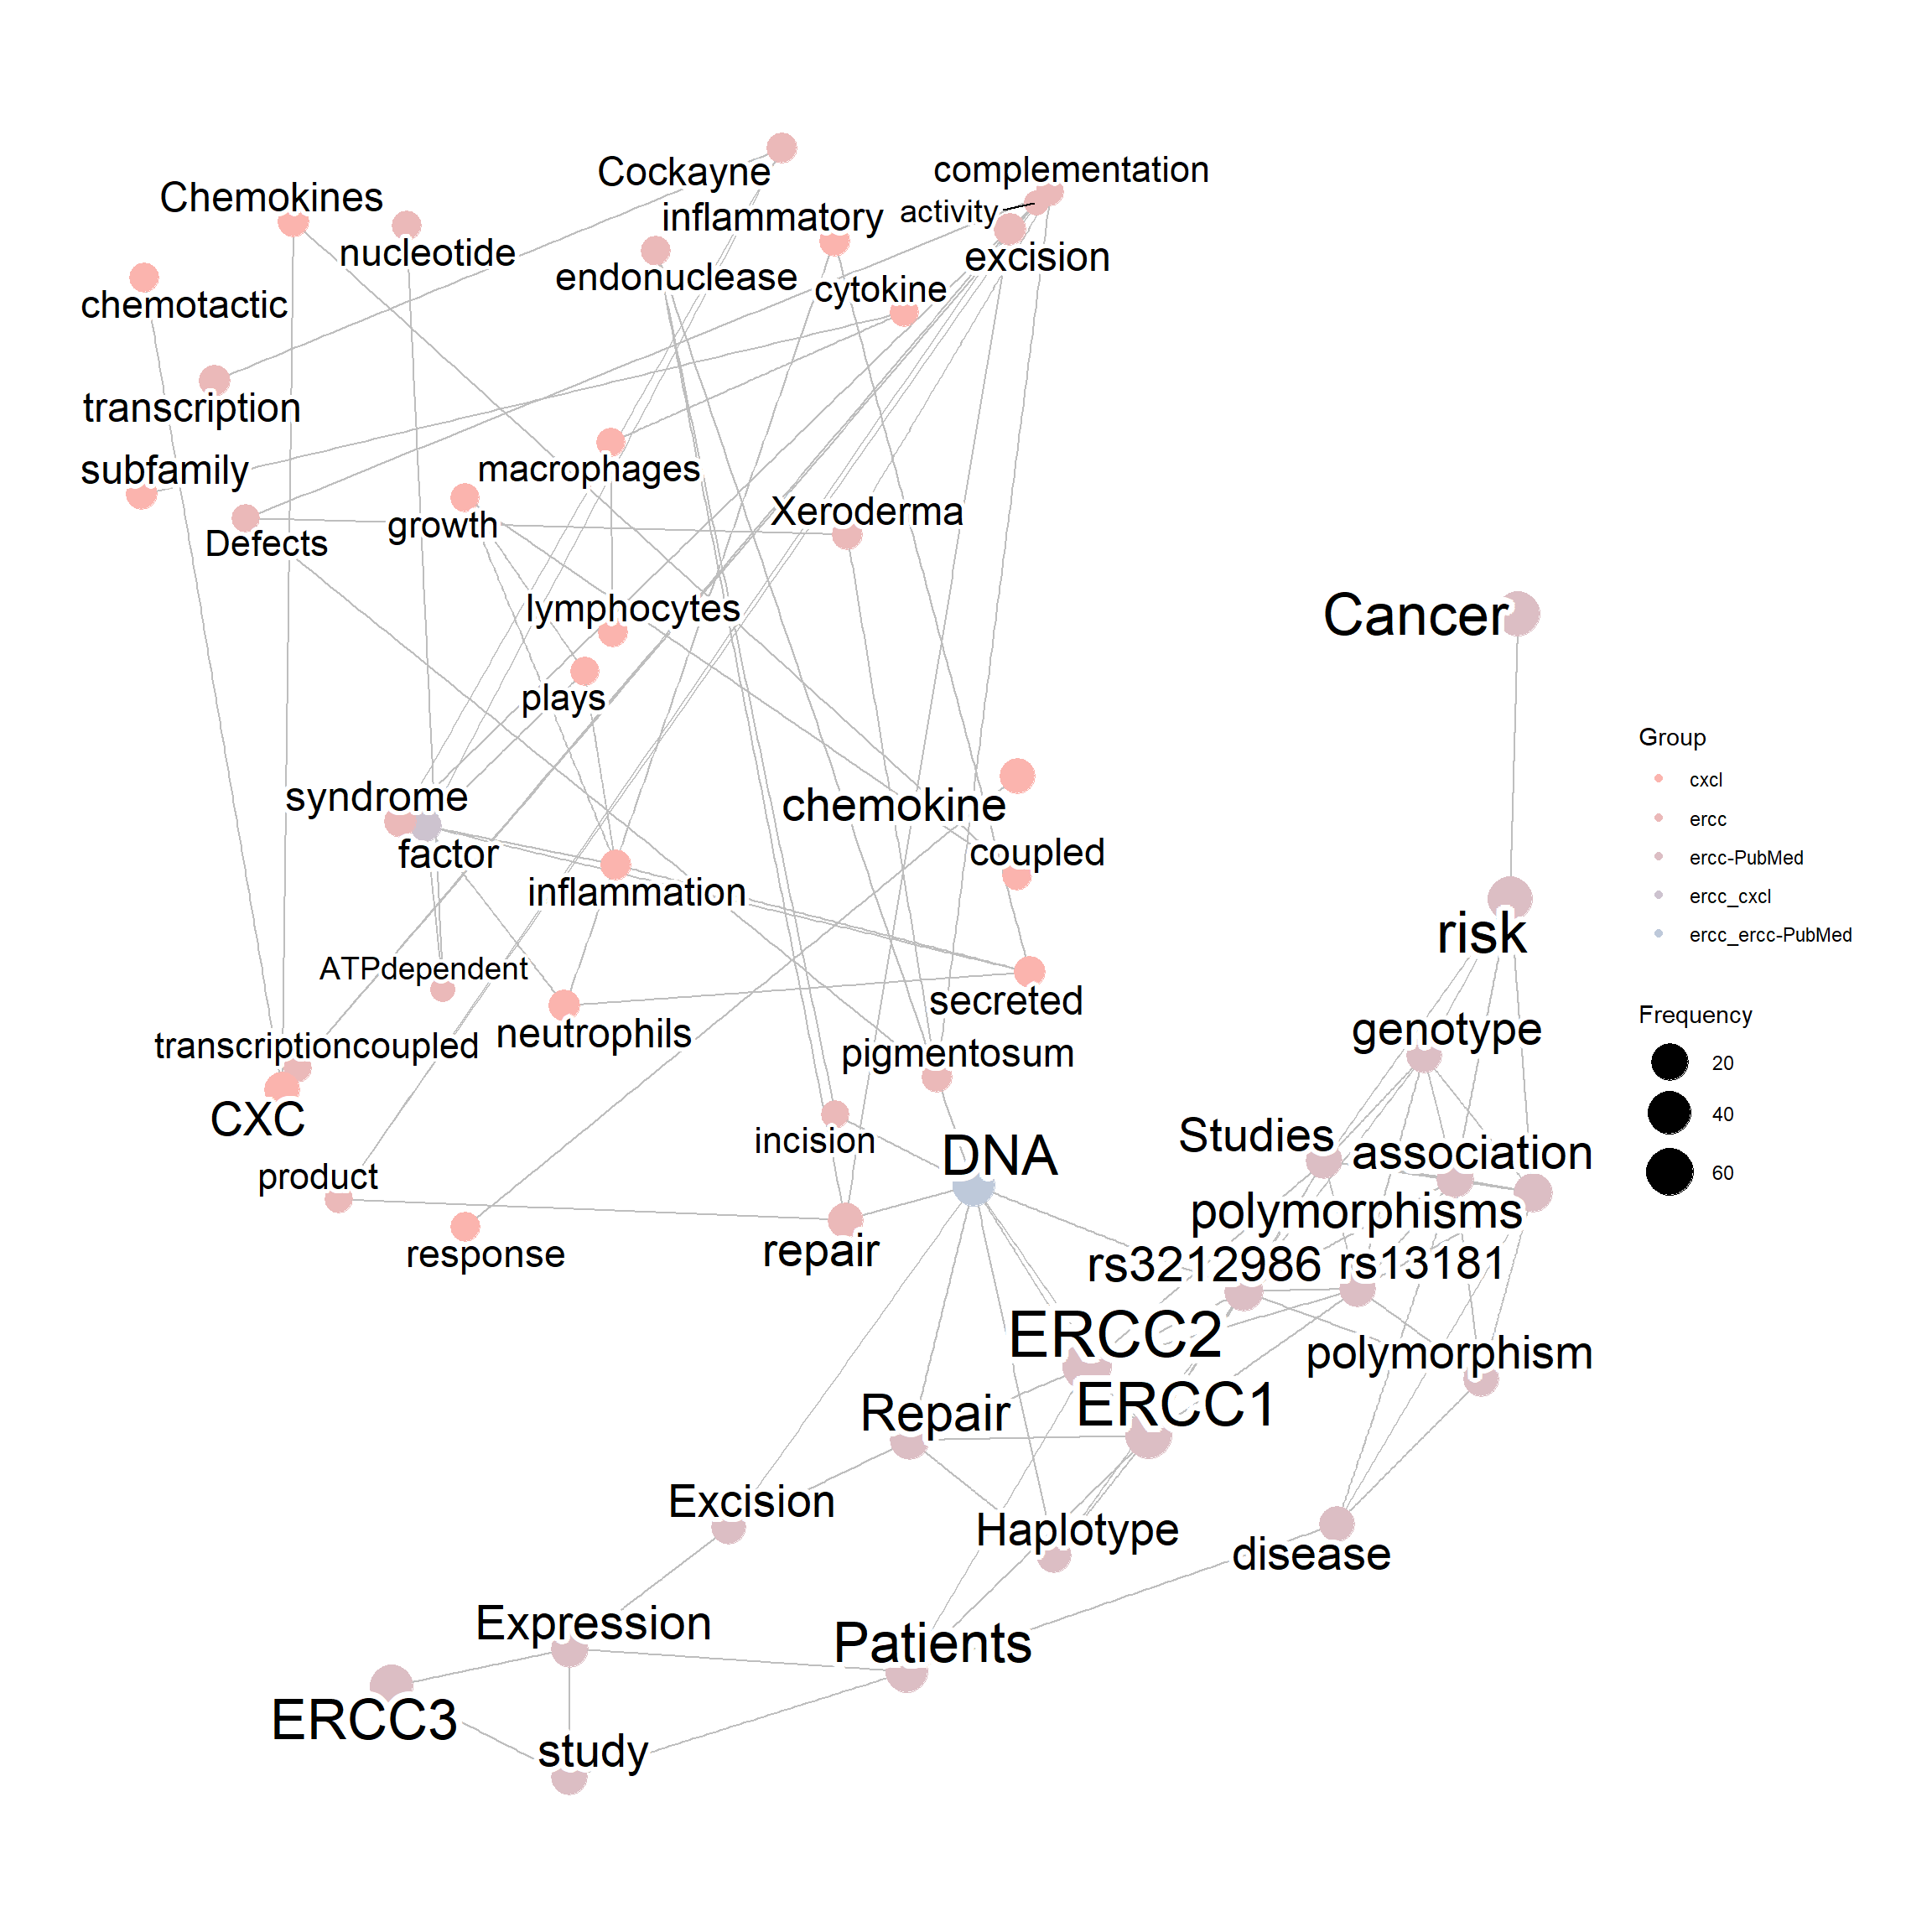 Cockayne
complementation
Chemokines
activity
inflammatory
nucleotide
excision
endonuclease
cytokine
chemotactic
transcription
subfamily
macrophages
growth
Xeroderma
Defects
lymphocytes
Cancer
plays
Group
cxcl
syndrome
chemokine
ercc
factor
coupled
ercc-PubMed
inflammation
ercc_cxcl
risk
ercc_ercc-PubMed
ATPdependent
secreted
Frequency
neutrophils
genotype
transcriptioncoupled
pigmentosum
20
CXC
40
Studies
incision
DNA
association
product
60
polymorphisms
response
repair
rs3212986
rs13181
ERCC2
polymorphism
ERCC1
Repair
Excision
Haplotype
disease
Expression
Patients
ERCC3
study